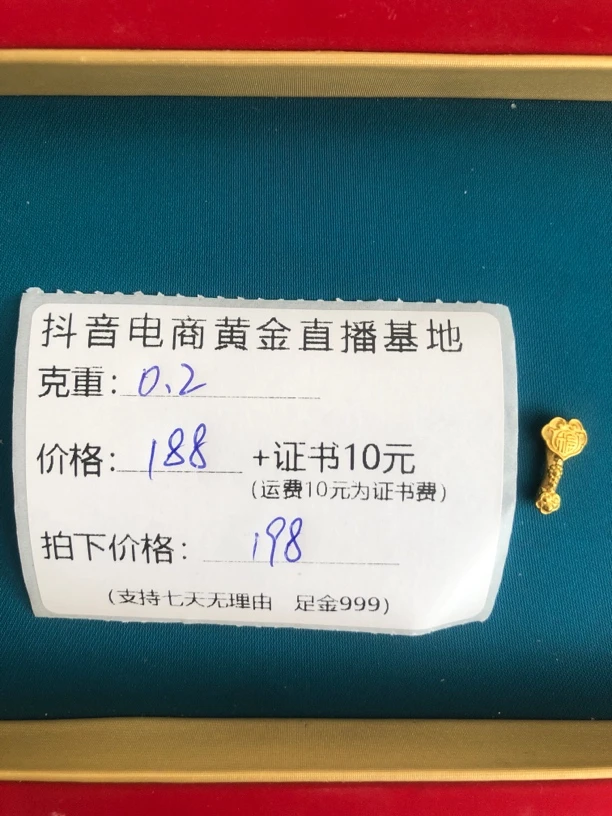 抖音电商黄金直播基地
克重：0.2
价格：188 +证书10元
（运费10元为证书费）
拍下价格：198
（支持七天无理由 足金999）
福